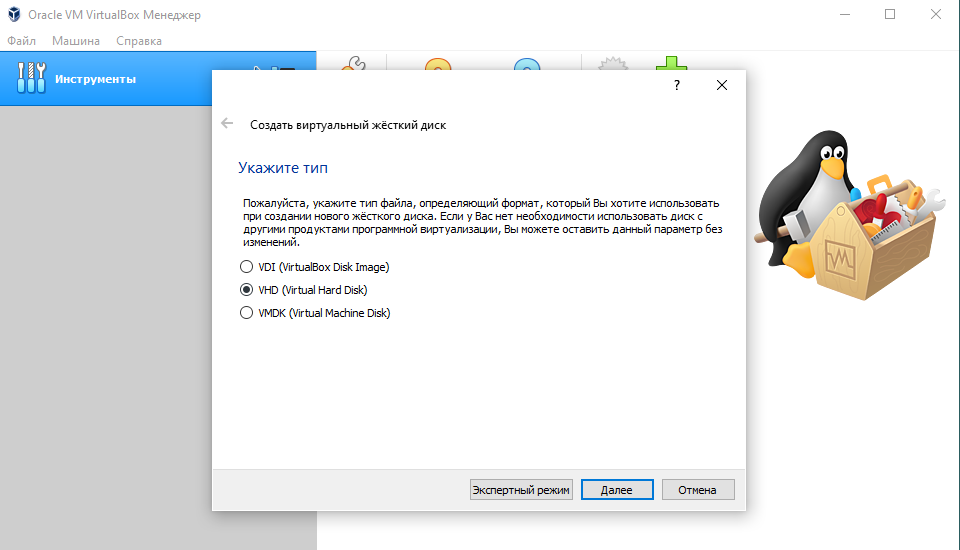 Oracle VM VirtualBox Менеджер
Файл Машина Справка
Инструменты
?
Создать виртуальный жёсткий диск
Укажите тип
Пожалуйста, укажите тип файла, определяющий формат, который Вы хотите использовать
при создании нового жёсткого диска. Если у Вас нет необходимости использовать диск с
другими продуктами программной виртуализации, Вы можете оставить данный параметр без
изменений.
VDI (VirtualBox Disk Image)
VHD (Virtual Hard Disk)
VMDK (Virtual Machine Disk)
Экспертный режим Далее Отмена